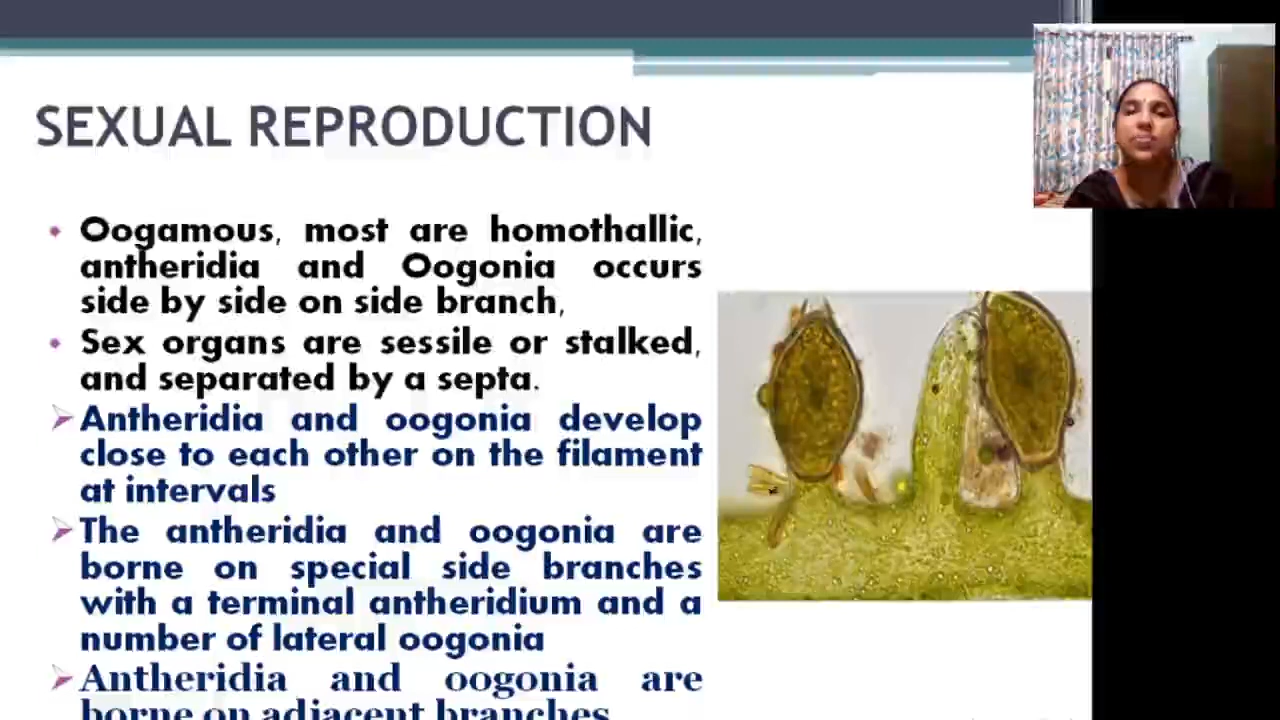 SEXUAL REPRODUCTION
Oogamous, most are homothallic,
antheridia and Oogonia occurs
side by side on side branch,
Sex organs are sessile or stalked,
and separated by a septa.
Antheridia and oogonia develop
close to each other on the filament
at intervals
The antheridia and oogonia are
borne on special side branches
with a terminal antheridium and a
number of lateral oogonia
Antheridia and oogonia are
borne on adjacent branches